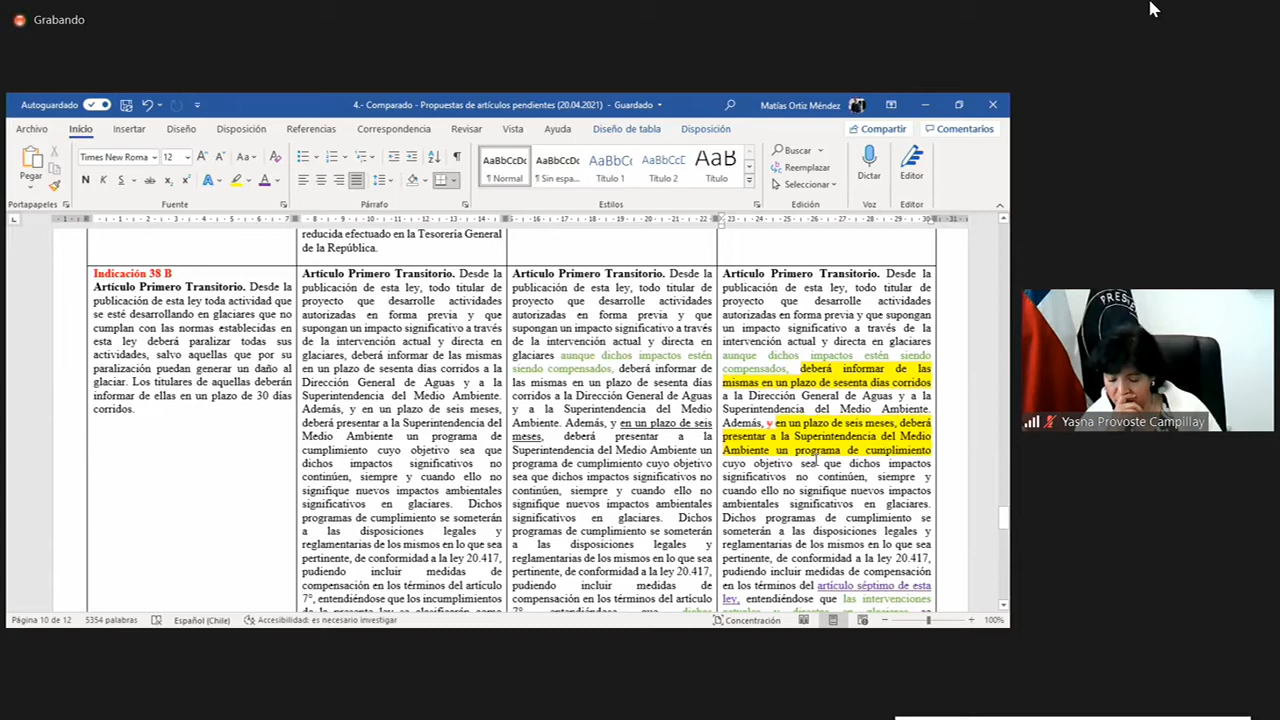 Grabando
Autoguardado
4.- Comparado - Propuestas de artículos pendientes (20.04.2021) - Guardado
Matías Ortiz Méndez
Archivo Inicio Insertar Diseño Disposición Referencias Correspondencia Revisar Vista Ayuda Diseño de tabla Disposición Compartir Comentarios
Pegar
Times New Roma 12 Aa
N K S ab x₂ x² A A
AaBbCcDc AaBbCcDc AaBbCc AaBbCcD AaB
¶ Normal ¶ Sin espa... Título 1 Título 2 Título
Buscar
Reemplazar
Seleccionar
Dictar
Editor
Portapapeles Fuente Párrafo Estilos Edición Voz Editor
reducida efectuado en la Tesorería General
de la República.
Indicación 38 B
Artículo Primero Transitorio. Desde la
publicación de esta ley toda actividad que
se esté desarrollando en glaciares que no
cumplan con las normas establecidas en
esta ley deberá paralizar todas sus
actividades, salvo aquellas que por su
paralización puedan generar un daño al
glaciar. Los titulares de aquellas deberán
informar de ellas en un plazo de 30 días
corridos.
Artículo Primero Transitorio. Desde la
publicación de esta ley, todo titular de
proyecto que desarrolle actividades
autorizadas en forma previa y que
supongan un impacto significativo a través
de la intervención actual y directa en
glaciares, deberá informar de las mismas
en un plazo de sesenta días corridos a la
Dirección General de Aguas y a la
Superintendencia del Medio Ambiente.
Además, y en un plazo de seis meses,
deberá presentar a la Superintendencia del
Medio Ambiente un programa de
cumplimiento cuyo objetivo sea que
dichos impactos significativos no
continúen, siempre y cuando ello no
signifique nuevos impactos ambientales
significativos en glaciares. Dichos
programas de cumplimiento se someterán
a las disposiciones legales y
reglamentarias de los mismos en lo que sea
pertinente, de conformidad a la ley 20.417,
pudiendo incluir medidas de
compensación en los términos del artículo
7°, entendiéndose que los incumplimientos
de la presente ley se clasificarán como
Artículo Primero Transitorio. Desde la
publicación de esta ley, todo titular de
proyecto que desarrolle actividades
autorizadas en forma previa y que
supongan un impacto significativo a través
de la intervención actual y directa en
glaciares aunque dichos impactos estén
siendo compensados, deberá informar de
las mismas en un plazo de sesenta días
corridos a la Dirección General de Aguas
y a la Superintendencia del Medio
Ambiente. Además, y en un plazo de seis
meses, deberá presentar a la
Superintendencia del Medio Ambiente un
programa de cumplimiento cuyo objetivo
sea que dichos impactos significativos no
continúen, siempre y cuando ello no
signifique nuevos impactos ambientales
significativos en glaciares. Dichos
programas de cumplimiento se someterán
a las disposiciones legales y
reglamentarias de los mismos en lo que sea
pertinente, de conformidad a la ley 20.417,
pudiendo incluir medidas de
compensación en los términos del artículo
7° entendiéndose que dichos
Artículo Primero Transitorio. Desde la
publicación de esta ley, todo titular de
proyecto que desarrolle actividades
autorizadas en forma previa y que supongan
un impacto significativo a través de la
intervención actual y directa en glaciares
aunque dichos impactos estén siendo
compensados, deberá informar de las
mismas en un plazo de sesenta días corridos
a la Dirección General de Aguas y a la
Superintendencia del Medio Ambiente.
Además, y en un plazo de seis meses, deberá
presentar a la Superintendencia del Medio
Ambiente un programa de cumplimiento
cuyo objetivo sea que dichos impactos
significativos no continúen, siempre y
cuando ello no signifique nuevos impactos
ambientales significativos en glaciares.
Dichos programas de cumplimiento se
someterán a las disposiciones legales y
reglamentarias de los mismos en lo que sea
pertinente, de conformidad a la ley 20.417,
pudiendo incluir medidas de compensación
en los términos del artículo séptimo de esta
ley, entendiéndose que las intervenciones
actuales y directas en glaciares se
Página 10 de 12 5354 palabras Español (Chile) Accesibilidad: es necesario investigar Concentración 100%
PRES
Yasna Provoste Campillay